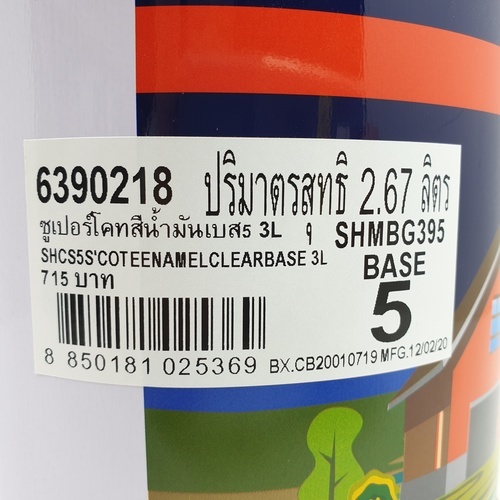 6390218 ปริมาตรสุทธิ 2.67 ลิตร
ซูเปอร์โคทสีน้ำมันเบส5 3L SHMBG395
SHCS5S'COTEENAMELCLEARBASE 3L BASE
715 บาท 5
8 850181 025369 BX.CB20010719 MFG.12/02/20